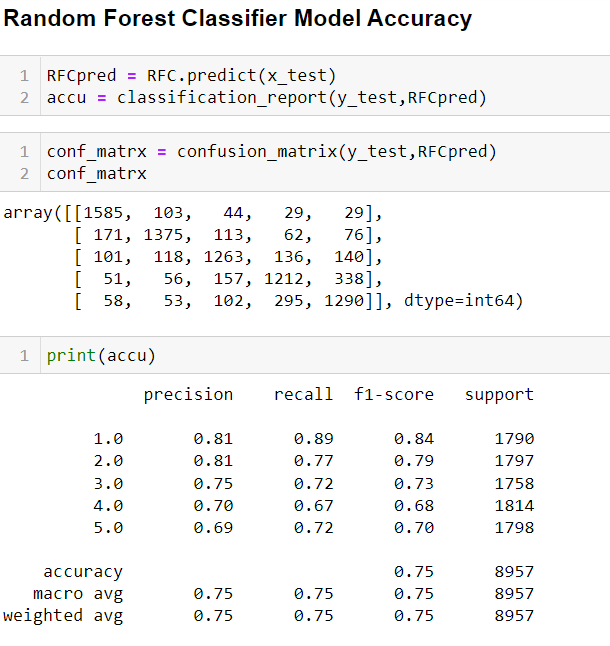 Random Forest Classifier Model Accuracy
1 RFCpred = RFC.predict(x_test)
2 accu = classification_report(y_test,RFCpred)
1 conf_matrx = confusion_matrix(y_test,RFCpred)
2 conf_matrx
array([[1585, 103, 44, 29, 29],
[ 171, 1375, 113, 62, 76],
[ 101, 118, 1263, 136, 140],
[ 51, 56, 157, 1212, 338],
[ 58, 53, 102, 295, 1290]], dtype=int64)
1 print(accu)
precision recall f1-score support
1.0 0.81 0.89 0.84 1790
2.0 0.81 0.77 0.79 1797
3.0 0.75 0.72 0.73 1758
4.0 0.70 0.67 0.68 1814
5.0 0.69 0.72 0.70 1798
accuracy 0.75 8957
macro avg 0.75 0.75 0.75 8957
weighted avg 0.75 0.75 0.75 8957